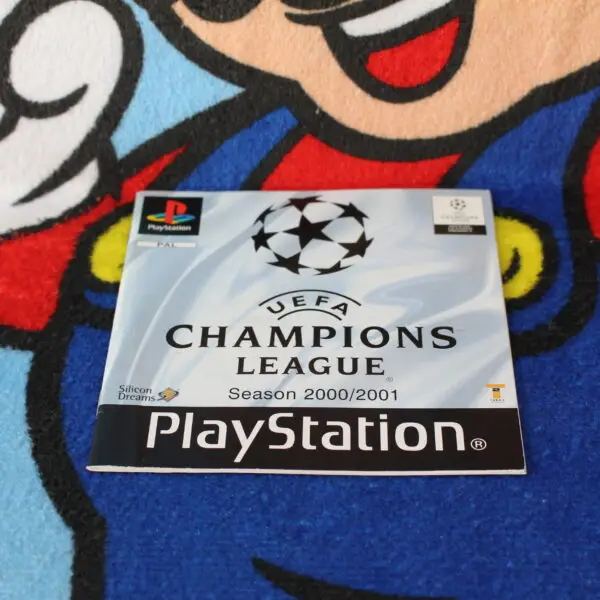 PlayStation
PAL
UEFA
CHAMPIONS
LEAGUE
®
Season 2000/2001
Silicon
Dreams
PlayStation®